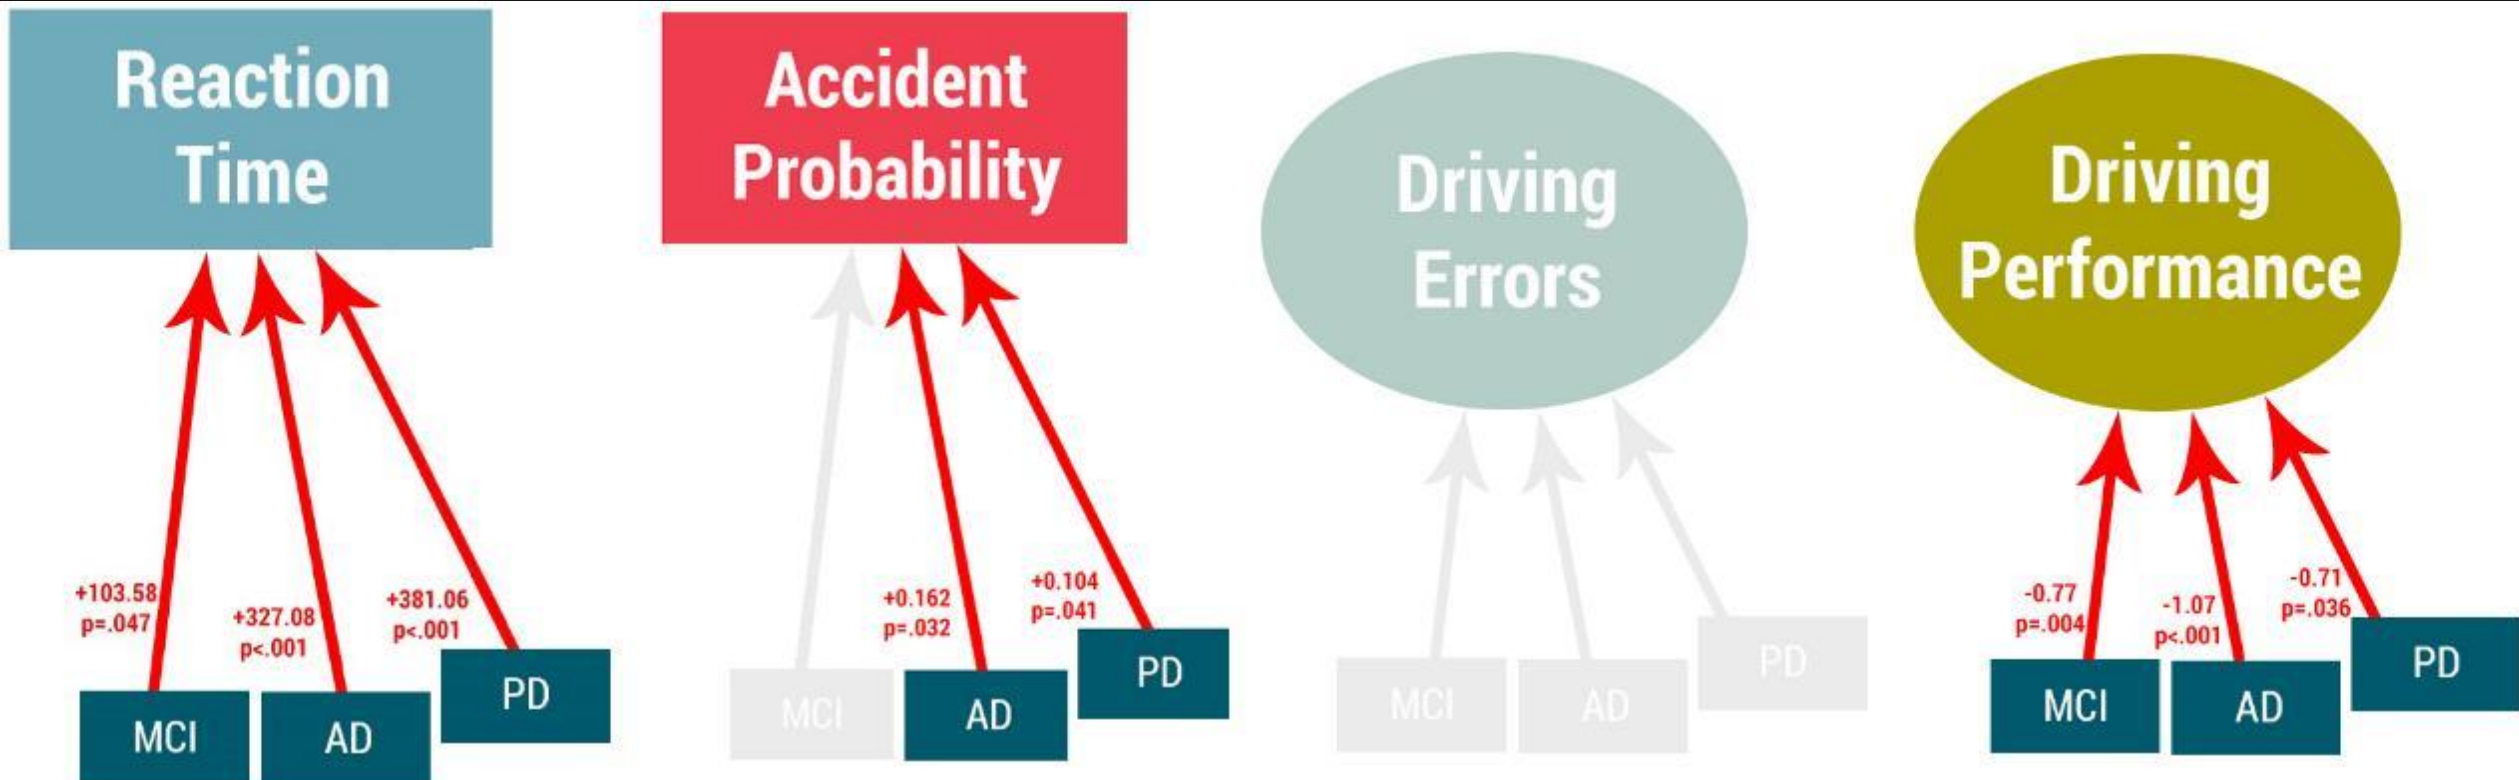 Reaction
Time
+103.58
p=.047
+327.08
p<.001
+381.06
p<.001
MCI
AD
PD
Accident
Probability
+0.162
p=.032
+0.104
p=.041
MCI
AD
PD
Driving
Errors
MCI
AD
PD
Driving
Performance
-0.77
p=.004
-1.07
p<.001
-0.71
p=.036
MCI
AD
PD